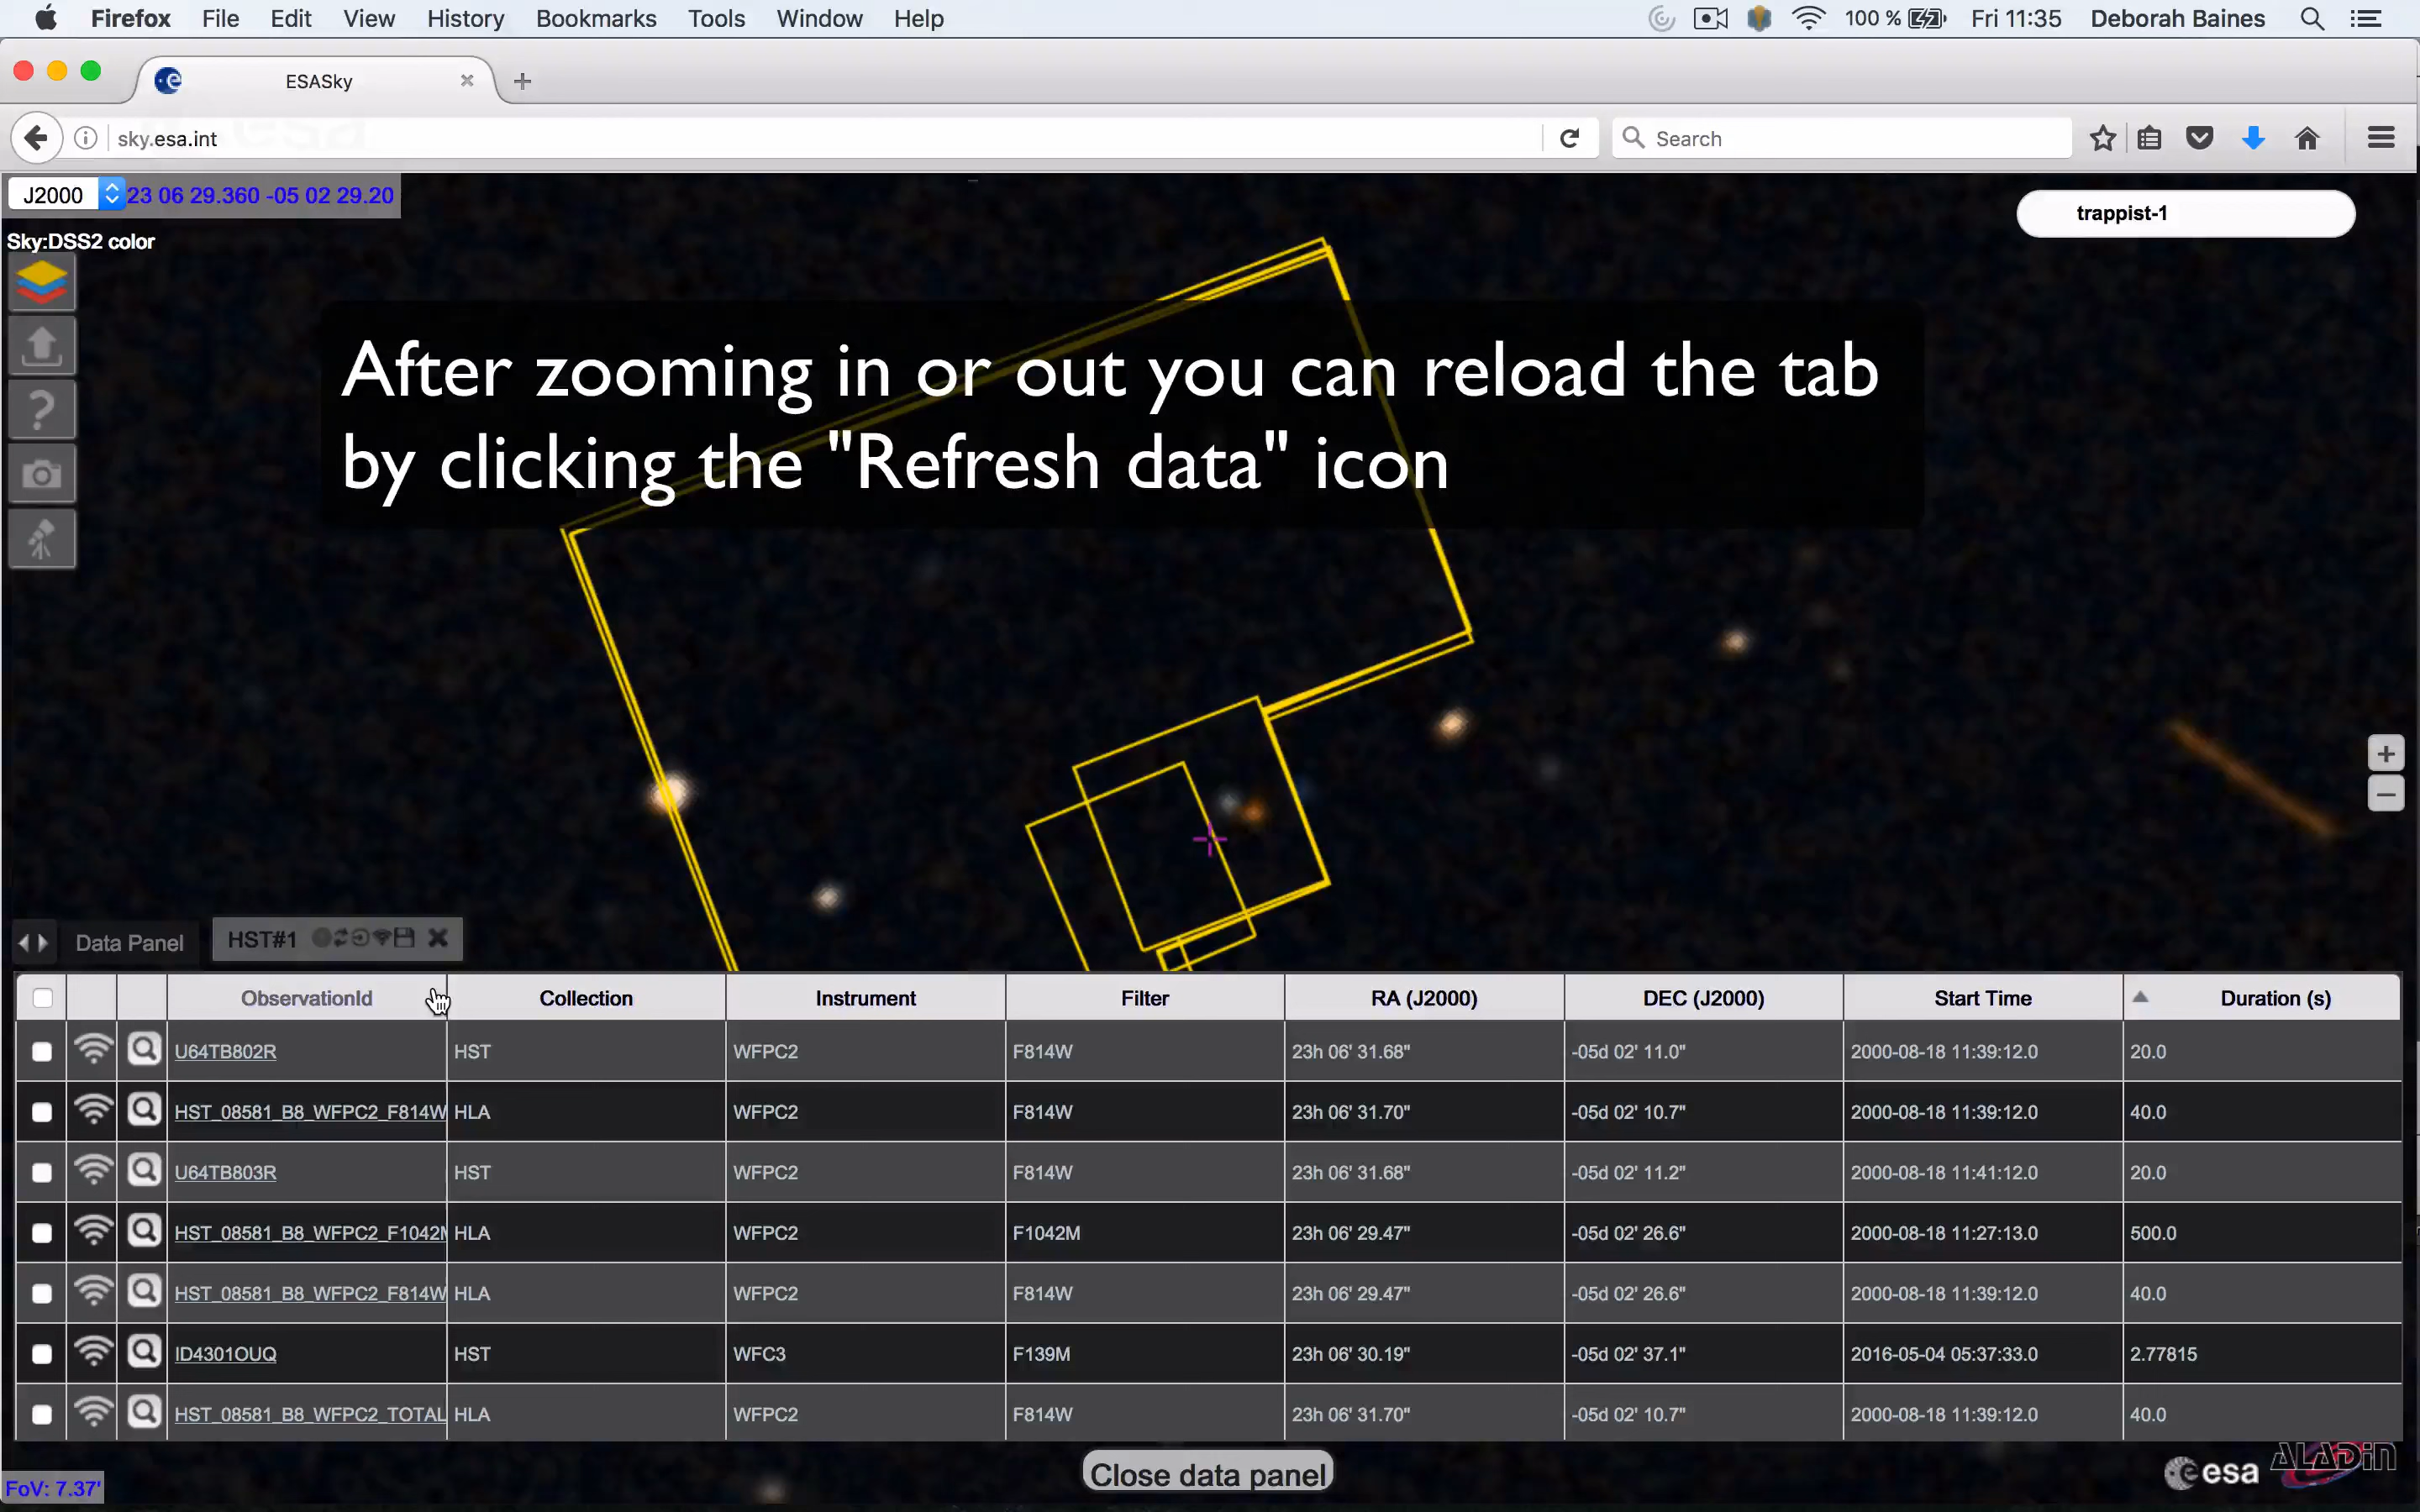 Firefox File Edit View History Bookmarks Tools Window Help 100 % Fri 11:35 Deborah Baines
ESASky
sky.esa.int Search
J2000 23 06 29.360 -05 02 29.20
trappist-1
Sky:DSS2 color
After zooming in or out you can reload the tab
by clicking the "Refresh data" icon
Data Panel HST#1
ObservationId Collection Instrument Filter RA (J2000) DEC (J2000) Start Time Duration (s)
U64TB802R HST WFPC2 F814W 23h 06' 31.68" -05d 02' 11.0" 2000-08-18 11:39:12.0 20.0
HST_08581_B8_WFPC2_F814W HLA WFPC2 F814W 23h 06' 31.70" -05d 02' 10.7" 2000-08-18 11:39:12.0 40.0
U64TB803R HST WFPC2 F814W 23h 06' 31.68" -05d 02' 11.2" 2000-08-18 11:41:12.0 20.0
HST_08581_B8_WFPC2_F1042M HLA WFPC2 F1042M 23h 06' 29.47" -05d 02' 26.6" 2000-08-18 11:27:13.0 500.0
HST_08581_B8_WFPC2_F814W HLA WFPC2 F814W 23h 06' 29.47" -05d 02' 26.6" 2000-08-18 11:39:12.0 40.0
ID4301OUQ HST WFC3 F139M 23h 06' 30.19" -05d 02' 37.1" 2016-05-04 05:37:33.0 2.77815
HST_08581_B8_WFPC2_TOTAL HLA WFPC2 F814W 23h 06' 31.70" -05d 02' 10.7" 2000-08-18 11:39:12.0 40.0
Close data panel
FoV: 7.37'
esa ALADIN